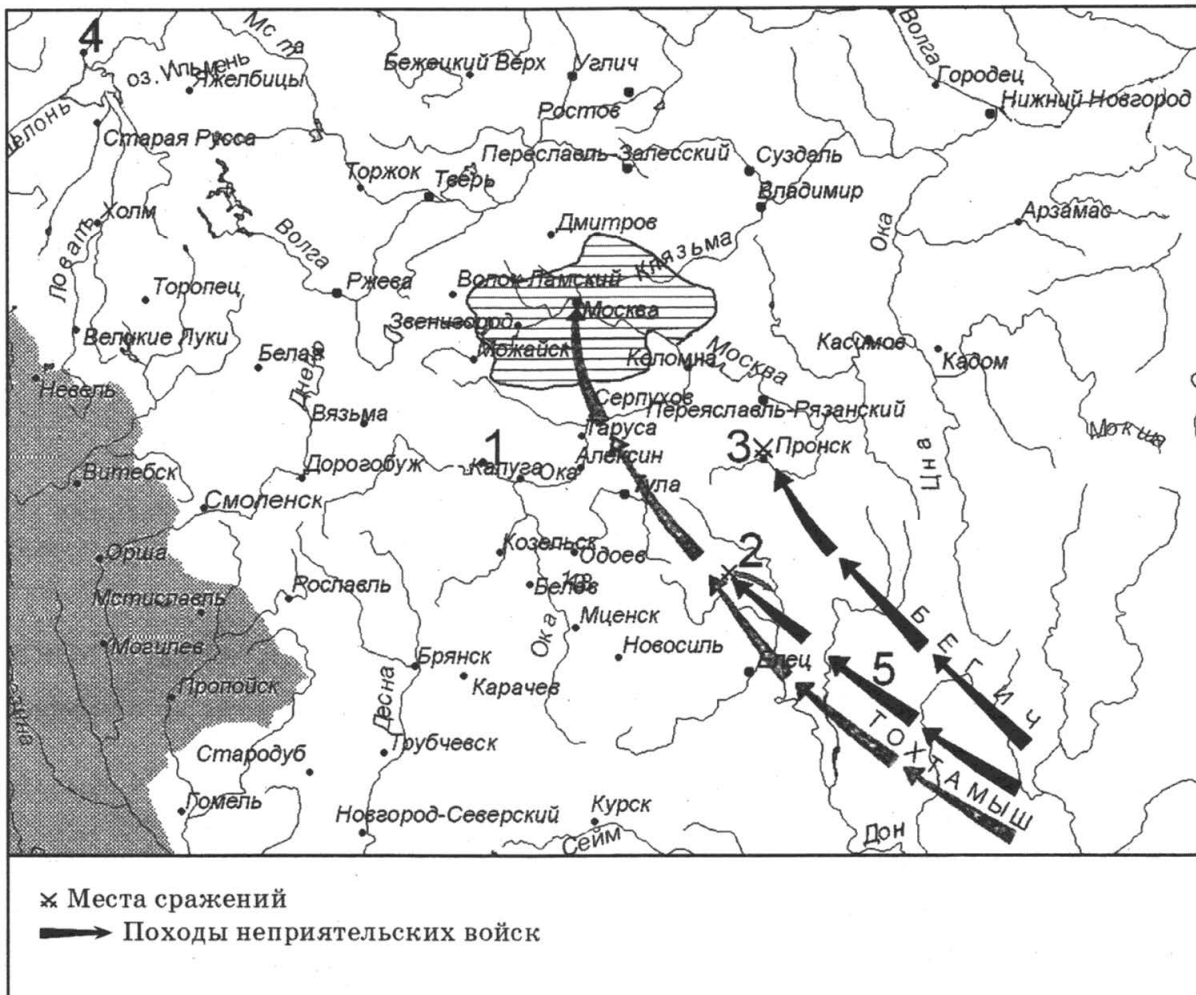 4
Мста
оз. Ильмень
Яжелбицы
Бежецкий Верх
Углич
Волга
Городец
Нижний Новгород
Ростов
Старая Русса
Переславль-Залесский
Суздаль
Торжок
Тверь
Владимир
Холм
Арзамас
Дмитров
Ока
Ловать
Волга
Клязьма
Торопец
Ржева
Волок-Ламский
Москва
Звенигород
Великие Луки
Белая
Можайск
Коломна
Москва
Касимов
Кадом
Невель
Днепр
Вязьма
Серпухов
Переяславль-Рязанский
Таруса
Мокша
1
3
Пронск
Витебск
Дорогобуж
Калуга
Ока
Алексин
Цна
Смоленск
Тула
Орша
Козельск
Одоев
2
Мстиславль
Рославль
Белёв
Мценск
БЕГИЧ
Могилев
Ока
Новосиль
Брянск
Елец
5
Пропойск
Десна
Карачев
ТОХТАМЫШ
Стародуб
Трубчевск
Гомель
Новгород-Северский
Курск
Сейм
Дон
Места сражений
Походы неприятельских войск